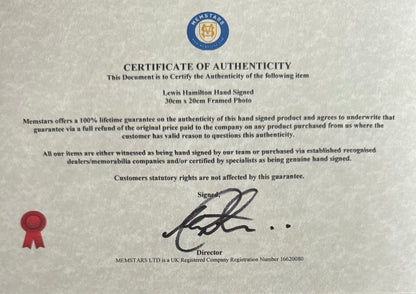 MEMSTARS
CERTIFICATE OF AUTHENTICITY
This Document is to Certify the Authenticity of the following item
Lewis Hamilton Hand Signed
30cm x 20cm Framed Photo
Memstars offers a 100% lifetime guarantee on the authenticity of this hand signed product and agrees to underwrite that
guarantee via a full refund of the original price paid to the company on any product purchased from us where the
customer has valid reason to questions this authenticity.
All our items are either witnessed as being hand signed by our team or purchased via established recognised
dealers/memorabilia companies and/or certified by specialists as being genuine hand signed.
Customers statutory rights are not affected by this guarantee.
Signed
Director
MEMSTARS LTD is a UK Registered Company Registration Number 16620080